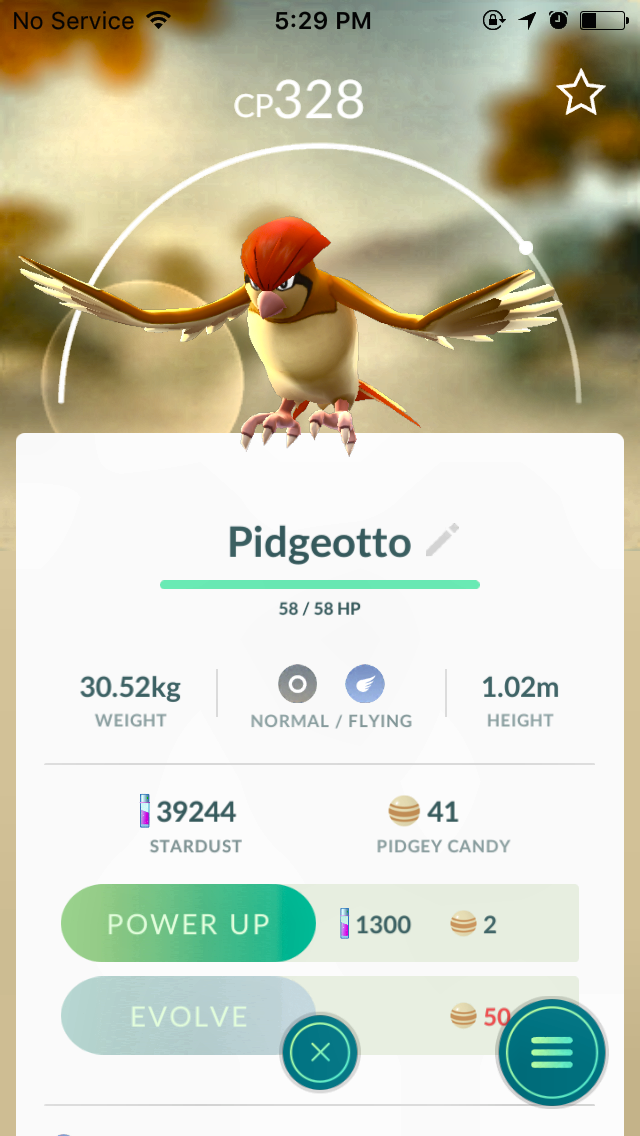 No Service 5:29 PM
CP328
Pidgeotto
58 / 58 HP
30.52kg
WEIGHT
NORMAL / FLYING
1.02m
HEIGHT
39244
STARDUST
41
PIDGEY CANDY
POWER UP 1300 2
EVOLVE 50